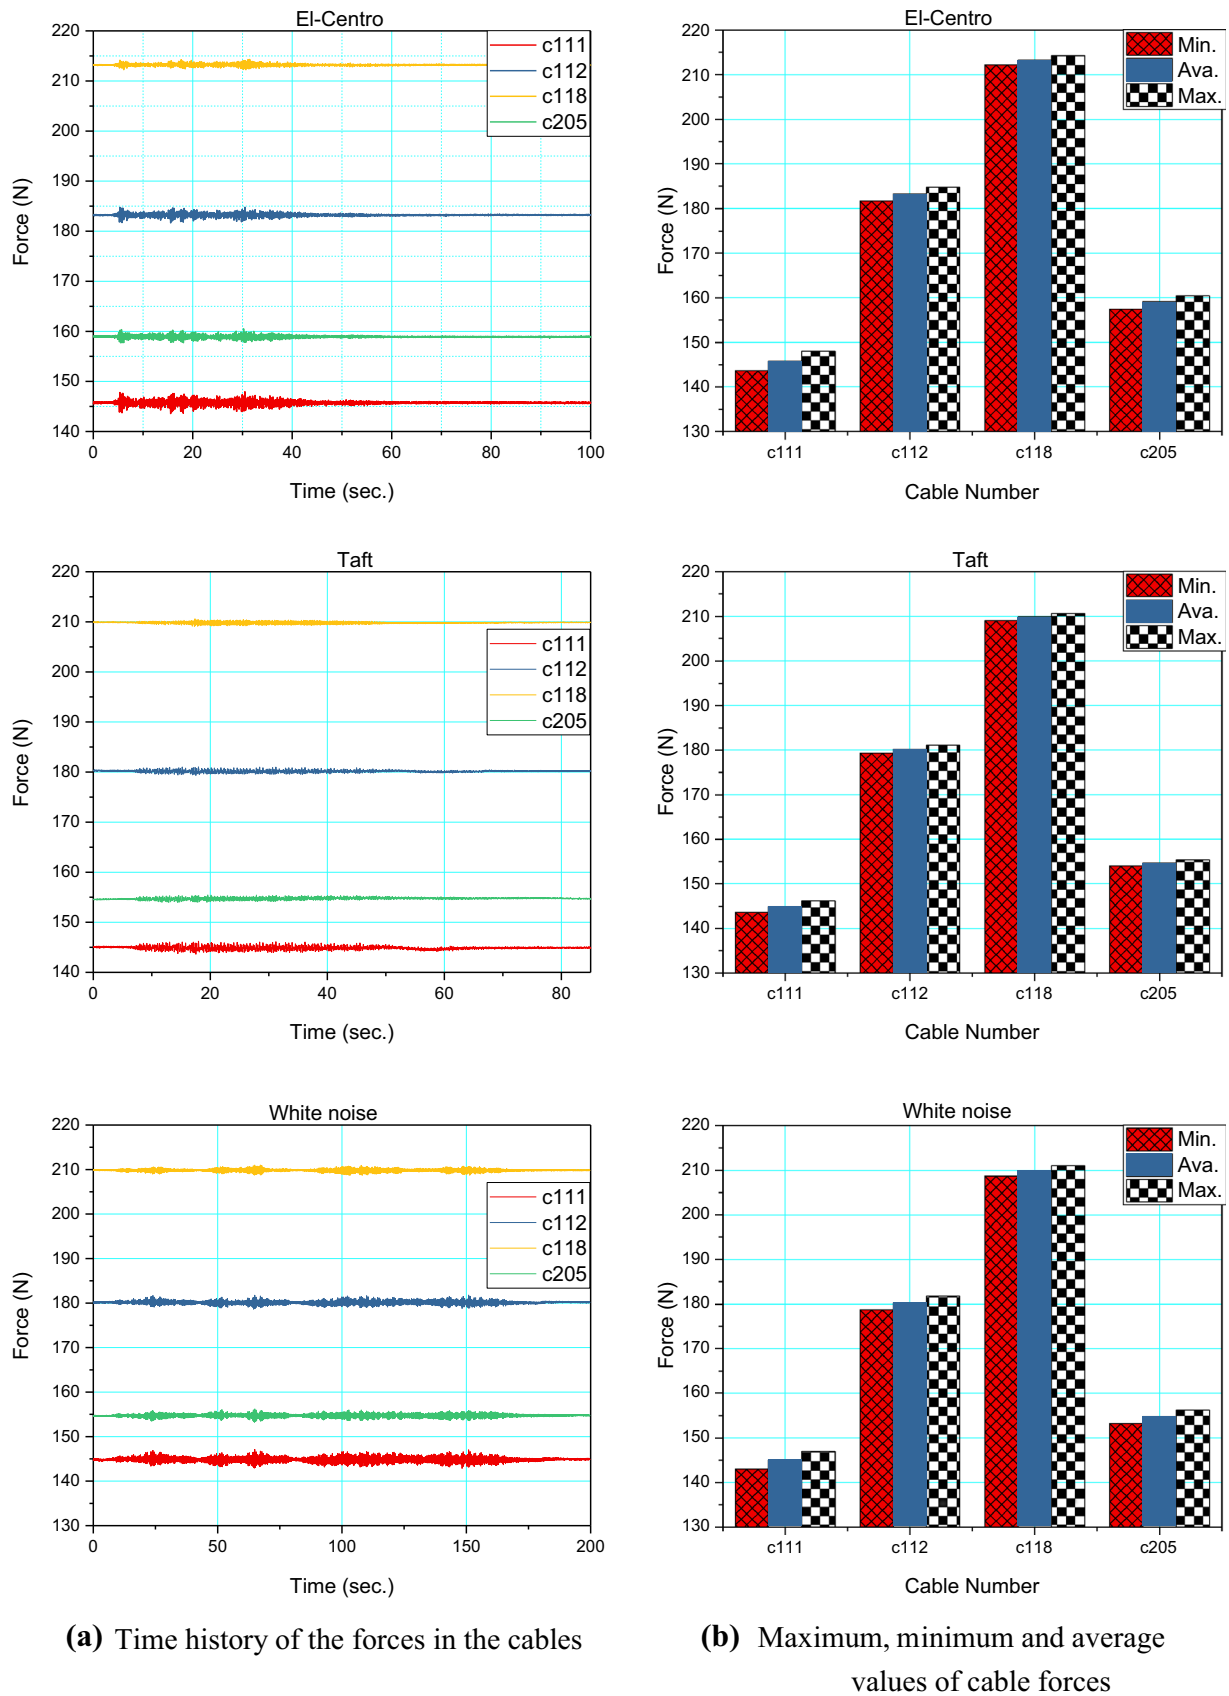 El-Centro
220
210
200
190
180
170
160
150
140
Force (N)
0 20 40 60 80 100
Time (sec.)
c111
c112
c118
c205
El-Centro
220
210
200
190
180
170
160
150
140
130
Force (N)
c111 c112 c118 c205
Cable Number
Min.
Ava.
Max.
Taft
220
210
200
190
180
170
160
150
140
Force (N)
0 20 40 60 80
Time (sec.)
c111
c112
c118
c205
Taft
220
210
200
190
180
170
160
150
140
130
Force (N)
c111 c112 c118 c205
Cable Number
Min.
Ava.
Max.
White noise
220
210
200
190
180
170
160
150
140
130
Force (N)
0 50 100 150 200
Time (sec.)
c111
c112
c118
c205
White noise
220
210
200
190
180
170
160
150
140
130
Force (N)
c111 c112 c118 c205
Cable Number
Min.
Ava.
Max.
(a) Time history of the forces in the cables
(b) Maximum, minimum and average
values of cable forces